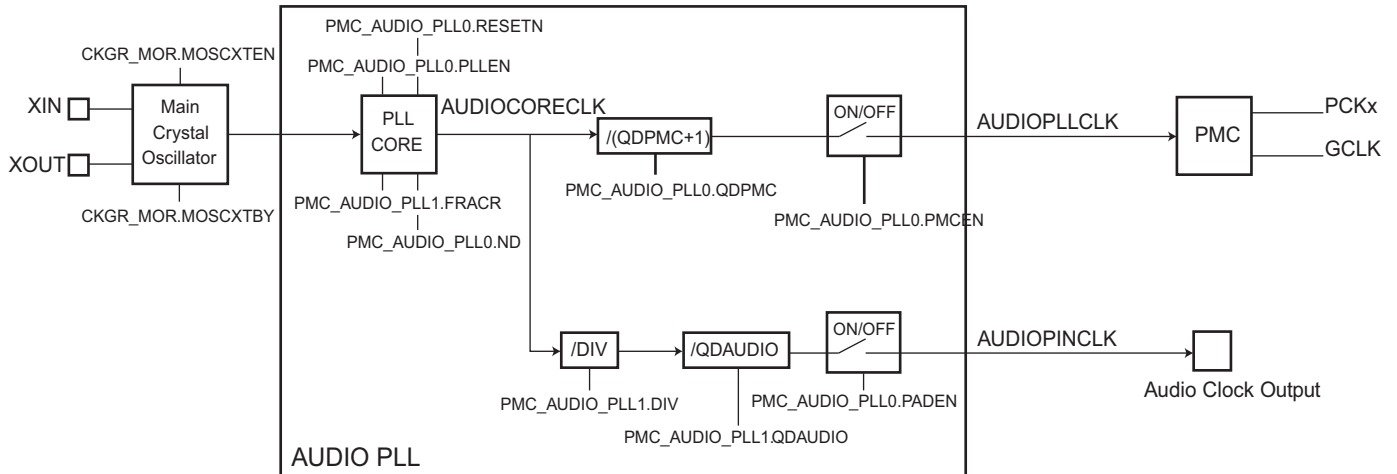 PMC_AUDIO_PLL0.RESETN
CKGR_MOR.MOSCXTEN
PMC_AUDIO_PLL0.PLLEN
XIN
XOUT
Main
Crystal
Oscillator
PLL
CORE
AUDIOCORECLK
/(QDPMC+1)
ON/OFF
AUDIOPLLCLK
PMC
PCKx
GCLK
CKGR_MOR.MOSCXTBY
PMC_AUDIO_PLL1.FRACR
PMC_AUDIO_PLL0.ND
PMC_AUDIO_PLL0.QDPMC
PMC_AUDIO_PLL0.PMCEN
/DIV
/QDAUDIO
ON/OFF
AUDIOPINCLK
Audio Clock Output
PMC_AUDIO_PLL1.DIV
PMC_AUDIO_PLL0.PADEN
PMC_AUDIO_PLL1.QDAUDIO
AUDIO PLL